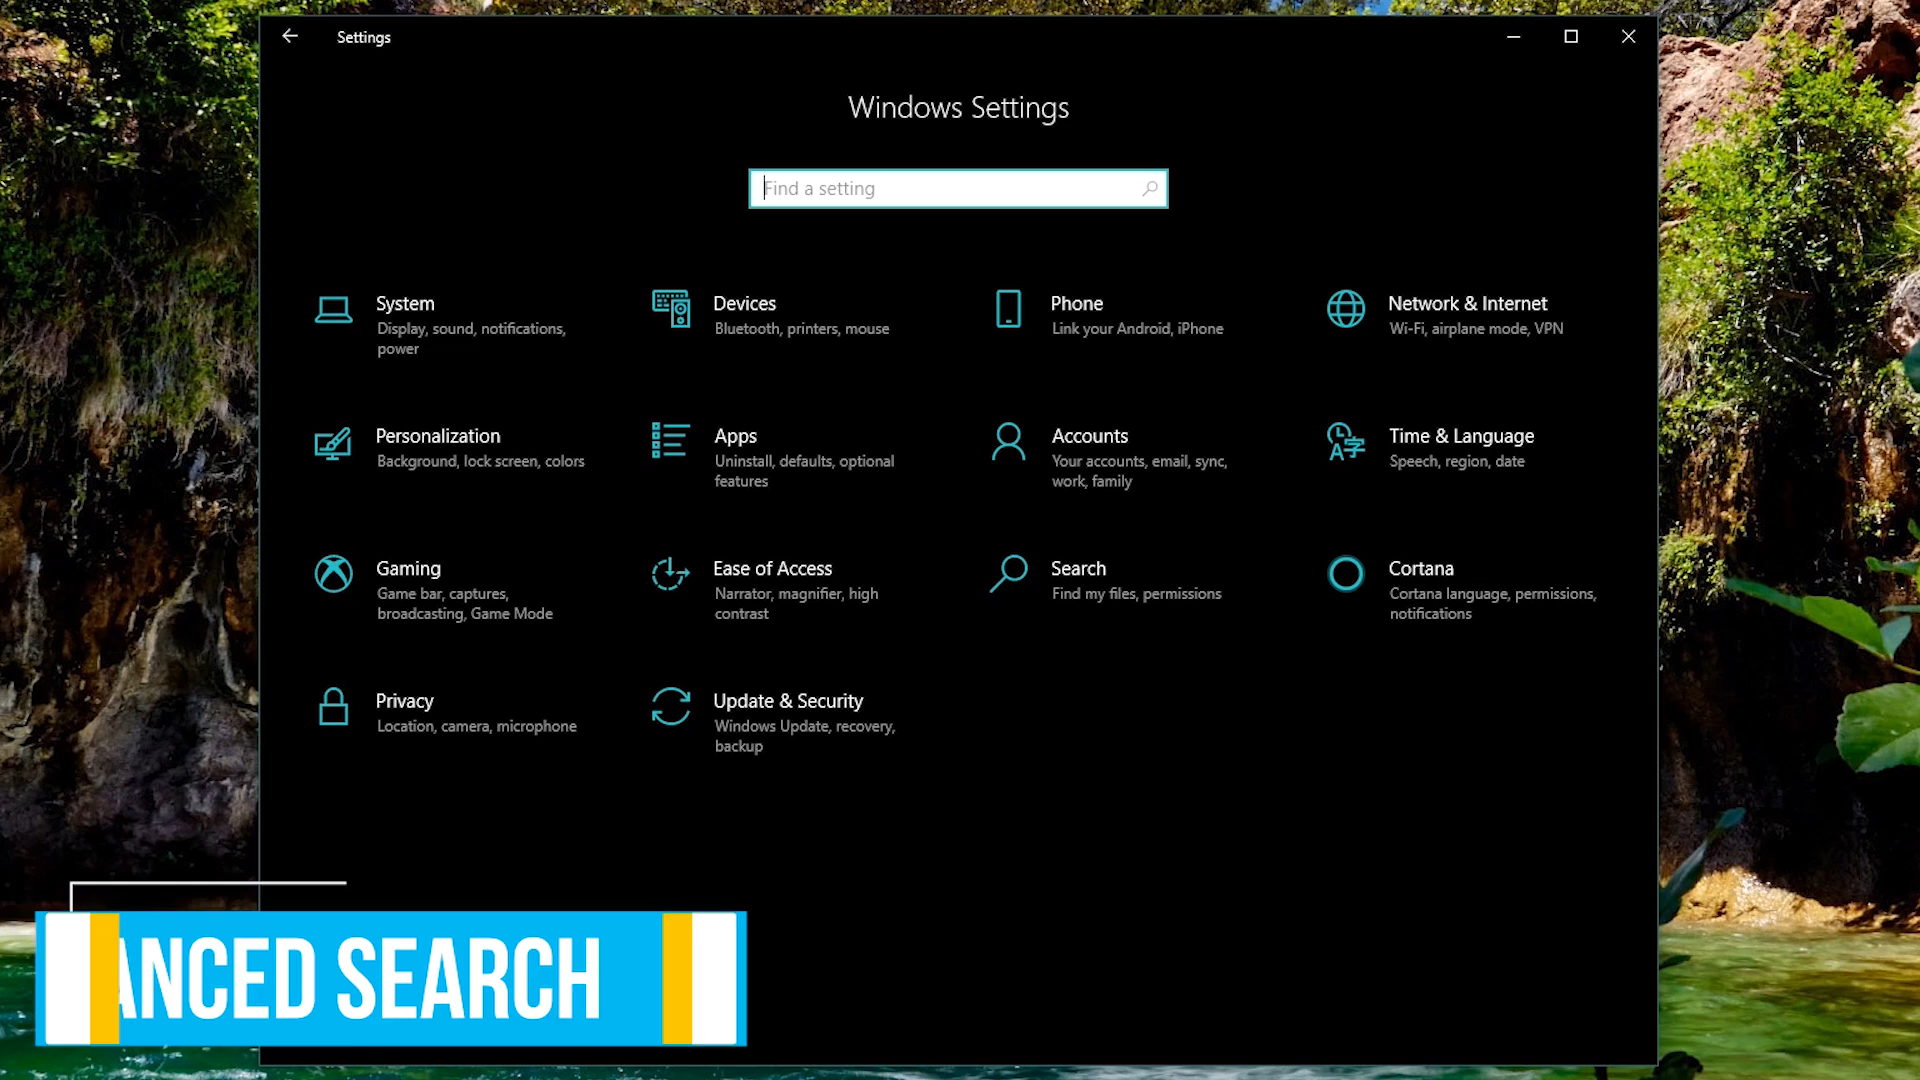 Settings
Windows Settings
Find a setting
System
Display, sound, notifications,
power
Devices
Bluetooth, printers, mouse
Phone
Link your Android, iPhone
Network & Internet
Wi-Fi, airplane mode, VPN
Personalization
Background, lock screen, colors
Apps
Uninstall, defaults, optional
features
Accounts
Your accounts, email, sync,
work, family
Time & Language
Speech, region, date
Gaming
Game bar, captures,
broadcasting, Game Mode
Ease of Access
Narrator, magnifier, high
contrast
Search
Find my files, permissions
Cortana
Cortana language, permissions,
notifications
Privacy
Location, camera, microphone
Update & Security
Windows Update, recovery,
backup
ANCED SEARCH